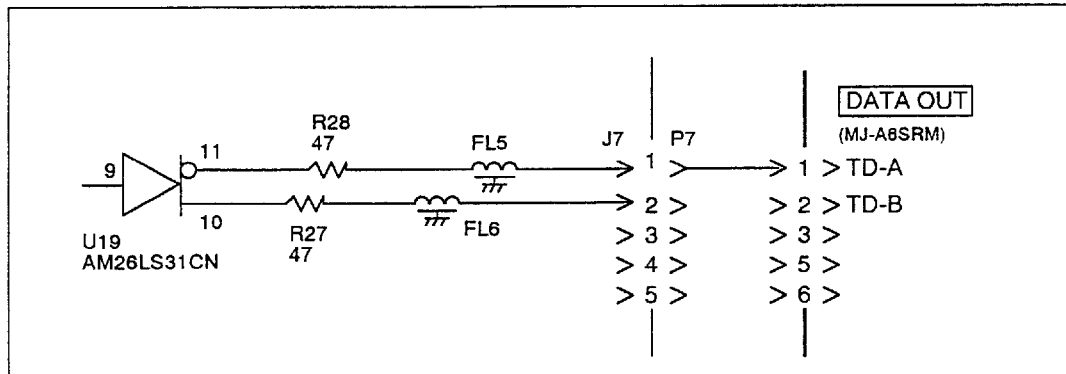 DATA OUT
(MJ-A6SRM)
R28
47
FL5
J7
P7
9
11
1
1
TD-A
10
R27
47
FL6
2
2
TD-B
U19
AM26LS31CN
3
3
4
5
5
6